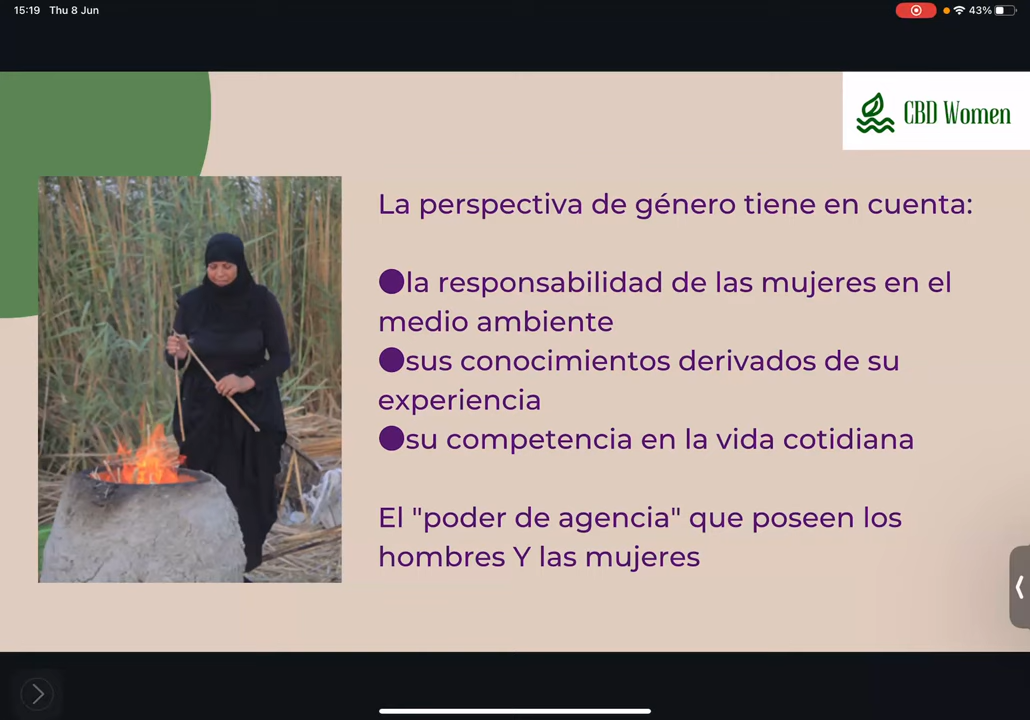 15:19 Thu 8 Jun
43%
CBD Women
La perspectiva de género tiene en cuenta:
●la responsabilidad de las mujeres en el
medio ambiente
●sus conocimientos derivados de su
experiencia
●su competencia en la vida cotidiana
El "poder de agencia" que poseen los
hombres Y las mujeres